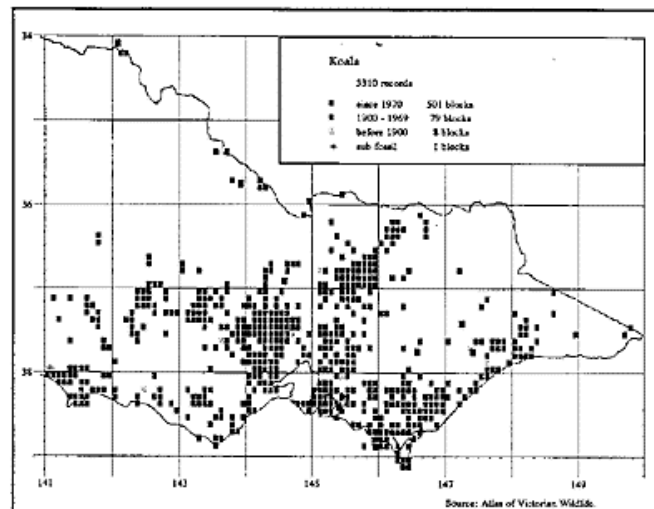 34
Koala
5310 records
since 1970 501 blocks
1900 - 1969 79 blocks
before 1900 8 blocks
sub fossil 1 blocks
36
38
141 143 145 147 149
Source: Atlas of Victorian Wildlife.